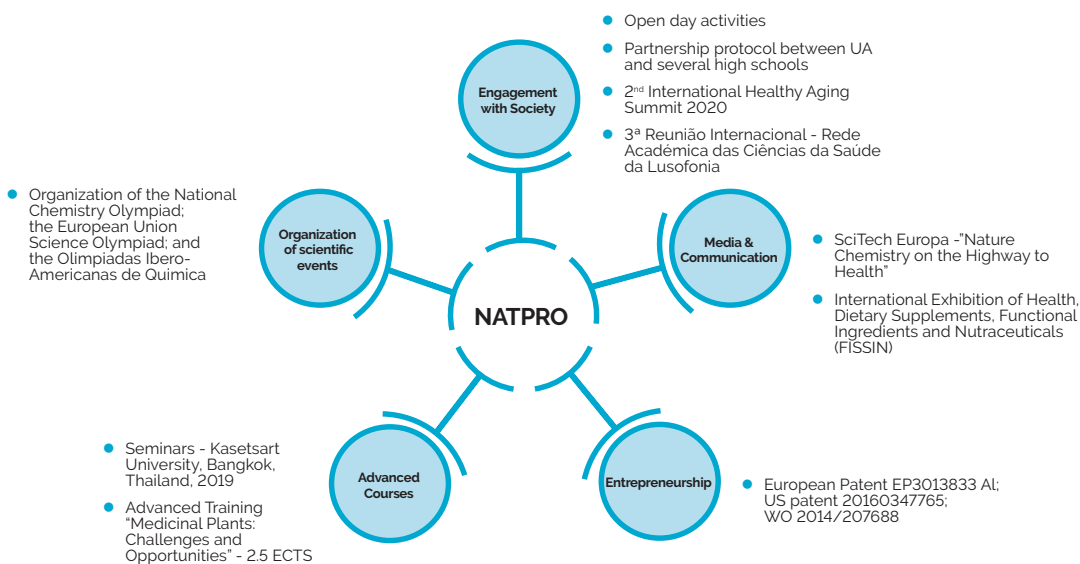 Engagement
with Society
Open day activities
Partnership protocol between UA
and several high schools
2nd International Healthy Aging
Summit 2020
3ª Reunião Internacional - Rede
Académica das Ciências da Saúde
da Lusofonia
Organization of the National
Chemistry Olympiad;
the European Union
Science Olympiad; and
the Olimpiadas Ibero-
Americanas de Quimica
Organization
of scientific
events
Media &
Communication
SciTech Europa -"Nature
Chemistry on the Highway to
Health"
International Exhibition of Health,
Dietary Supplements, Functional
Ingredients and Nutraceuticals
(FISSIN)
NATPRO
Seminars - Kasetsart
University, Bangkok,
Thailand, 2019
Advanced Training
"Medicinal Plants:
Challenges and
Opportunities" - 2.5 ECTS
Advanced
Courses
Entrepreneurship
European Patent EP3013833 Al;
US patent 20160347765;
WO 2014/207688